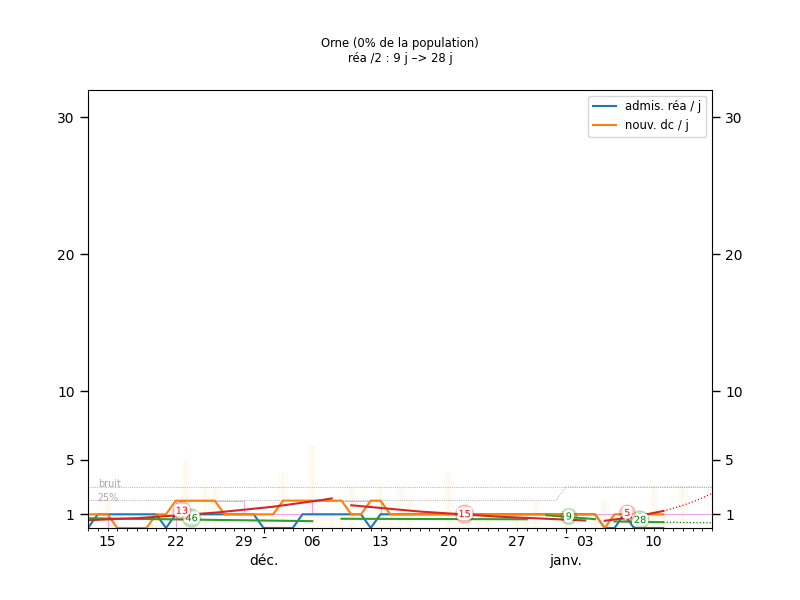 Orne (0% de la population)
réa /2 : 9 j –> 28 j
admis. réa / j
nouv. dc / j
30 30
20 20
10 10
5 5
bruit
25%
1 1
13 46 15 9 5 28
15 22 29 - 06 13 20 27 - 03 10
déc. janv.